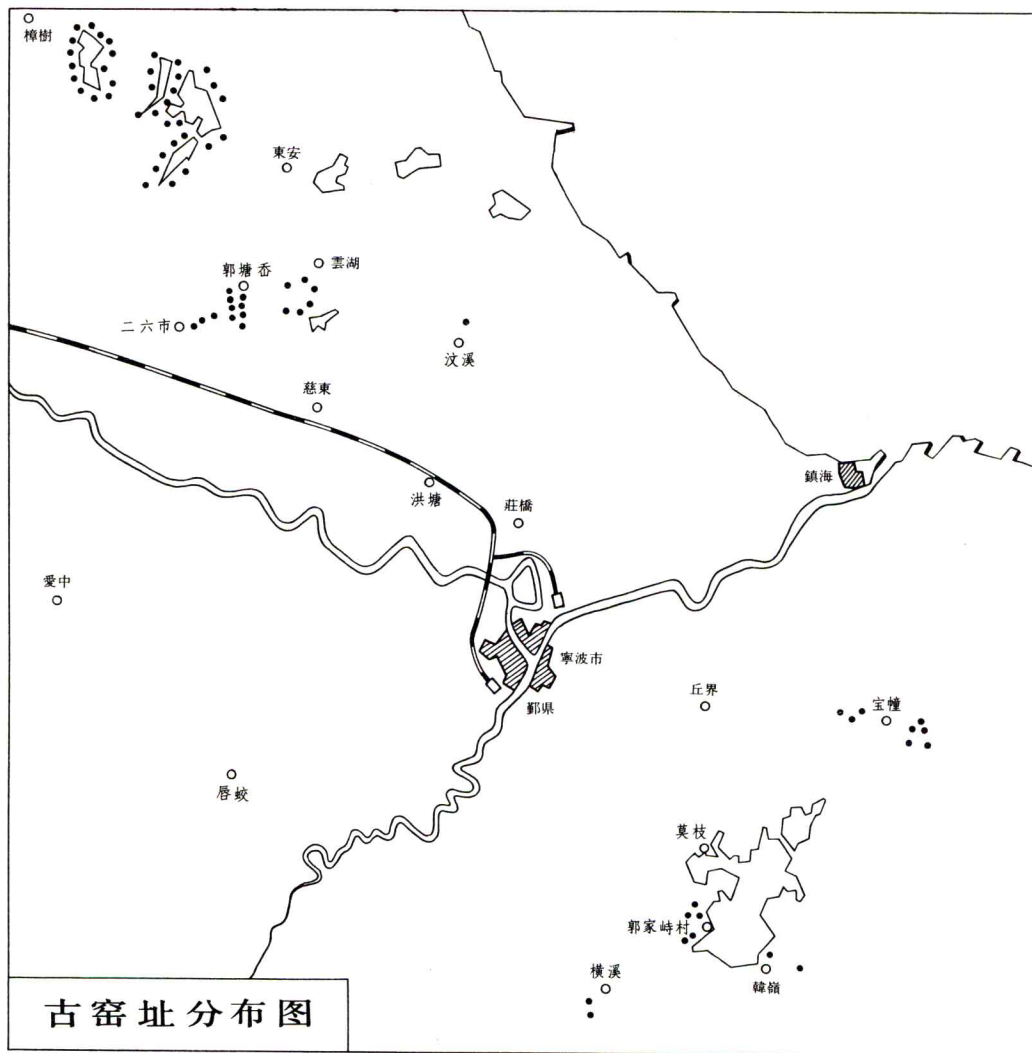 樟樹
東安
雲湖
郭塘岙
二六市
汶溪
慈東
鎮海
洪塘
莊橋
愛中
寧波市
丘界
鄞県
宝幢
唇蛟
莫枝
郭家峙村
横溪
韓嶺
古窑址分布图